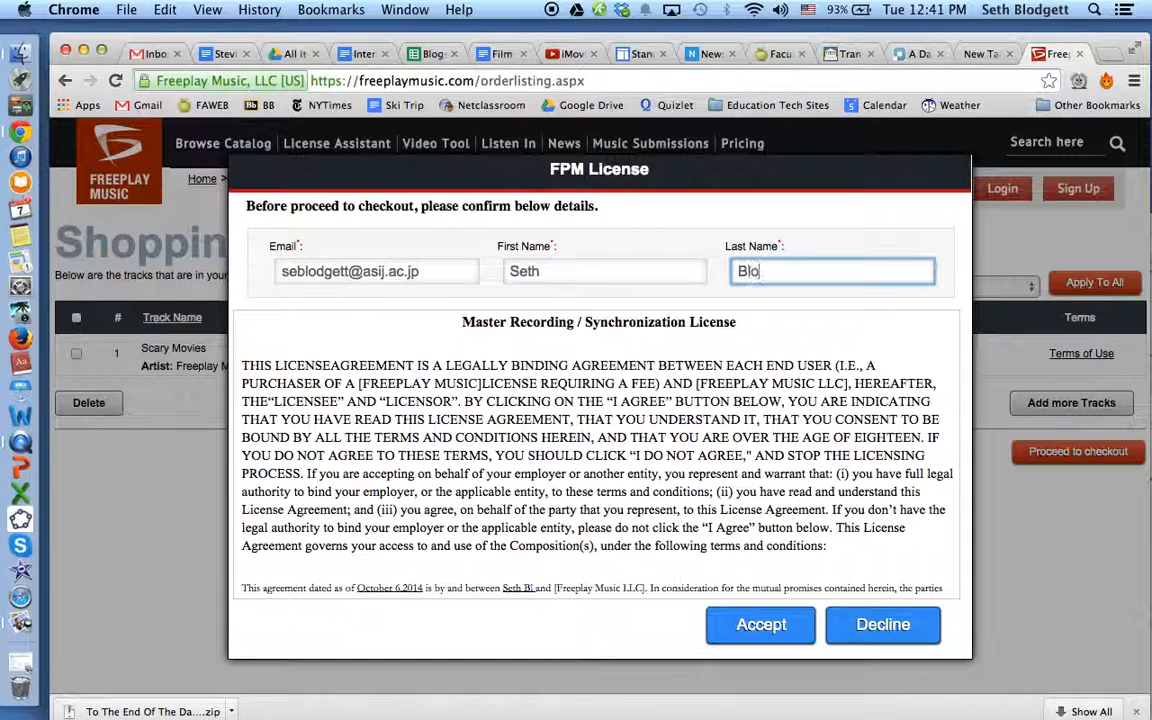 Chrome File Edit View History Bookmarks Window Help 93% Tue 12:41 PM Seth Blodgett
Inbo Stevi All it Inter Blog Film iMov Stan News Facu Tran A Da New Ta Free
Freeplay Music, LLC [US] https://freeplaymusic.com/orderlisting.aspx
Apps Gmail FAWEB BB NYTimes Ski Trip Netclassroom Google Drive Quizlet Education Tech Sites Calendar Weather Other Bookmarks
FREEPLAY
MUSIC
Browse Catalog License Assistant Video Tool Listen In News Music Submissions Pricing Search here
Home > Login Sign Up
FPM License
Before proceed to checkout, please confirm below details.
Email*: First Name*: Last Name*:
seblodgett@asij.ac.jp Seth Blo
Shoppin
Below are the tracks that are in your
Apply To All
# Track Name Terms
1 Scary Movies
Artist: Freeplay M
Terms of Use
Delete Add more Tracks
Proceed to checkout
Master Recording / Synchronization License
THIS LICENSEAGREEMENT IS A LEGALLY BINDING AGREEMENT BETWEEN EACH END USER (I.E., A
PURCHASER OF A [FREEPLAY MUSIC]LICENSE REQUIRING A FEE) AND [FREEPLAY MUSIC LLC], HEREAFTER,
THE“LICENSEE” AND “LICENSOR”. BY CLICKING ON THE “I AGREE” BUTTON BELOW, YOU ARE INDICATING
THAT YOU HAVE READ THIS LICENSE AGREEMENT, THAT YOU UNDERSTAND IT, THAT YOU CONSENT TO BE
BOUND BY ALL THE TERMS AND CONDITIONS HEREIN, AND THAT YOU ARE OVER THE AGE OF EIGHTEEN. IF
YOU DO NOT AGREE TO THESE TERMS, YOU SHOULD CLICK “I DO NOT AGREE,” AND STOP THE LICENSING
PROCESS. If you are accepting on behalf of your employer or another entity, you represent and warrant that: (i) you have full legal
authority to bind your employer, or the applicable entity, to these terms and conditions; (ii) you have read and understand this
License Agreement; and (iii) you agree, on behalf of the party that you represent, to this License Agreement. If you don’t have the
legal authority to bind your employer or the applicable entity, please do not click the “I Agree” button below. This License
Agreement governs your access to and use of the Composition(s), under the following terms and conditions:
This agreement dated as of October 6,2014 is by and between Seth Bl and [Freeplay Music LLC]. In consideration for the mutual promises contained herein, the parties
Accept Decline
To The End Of The Da....zip Show All